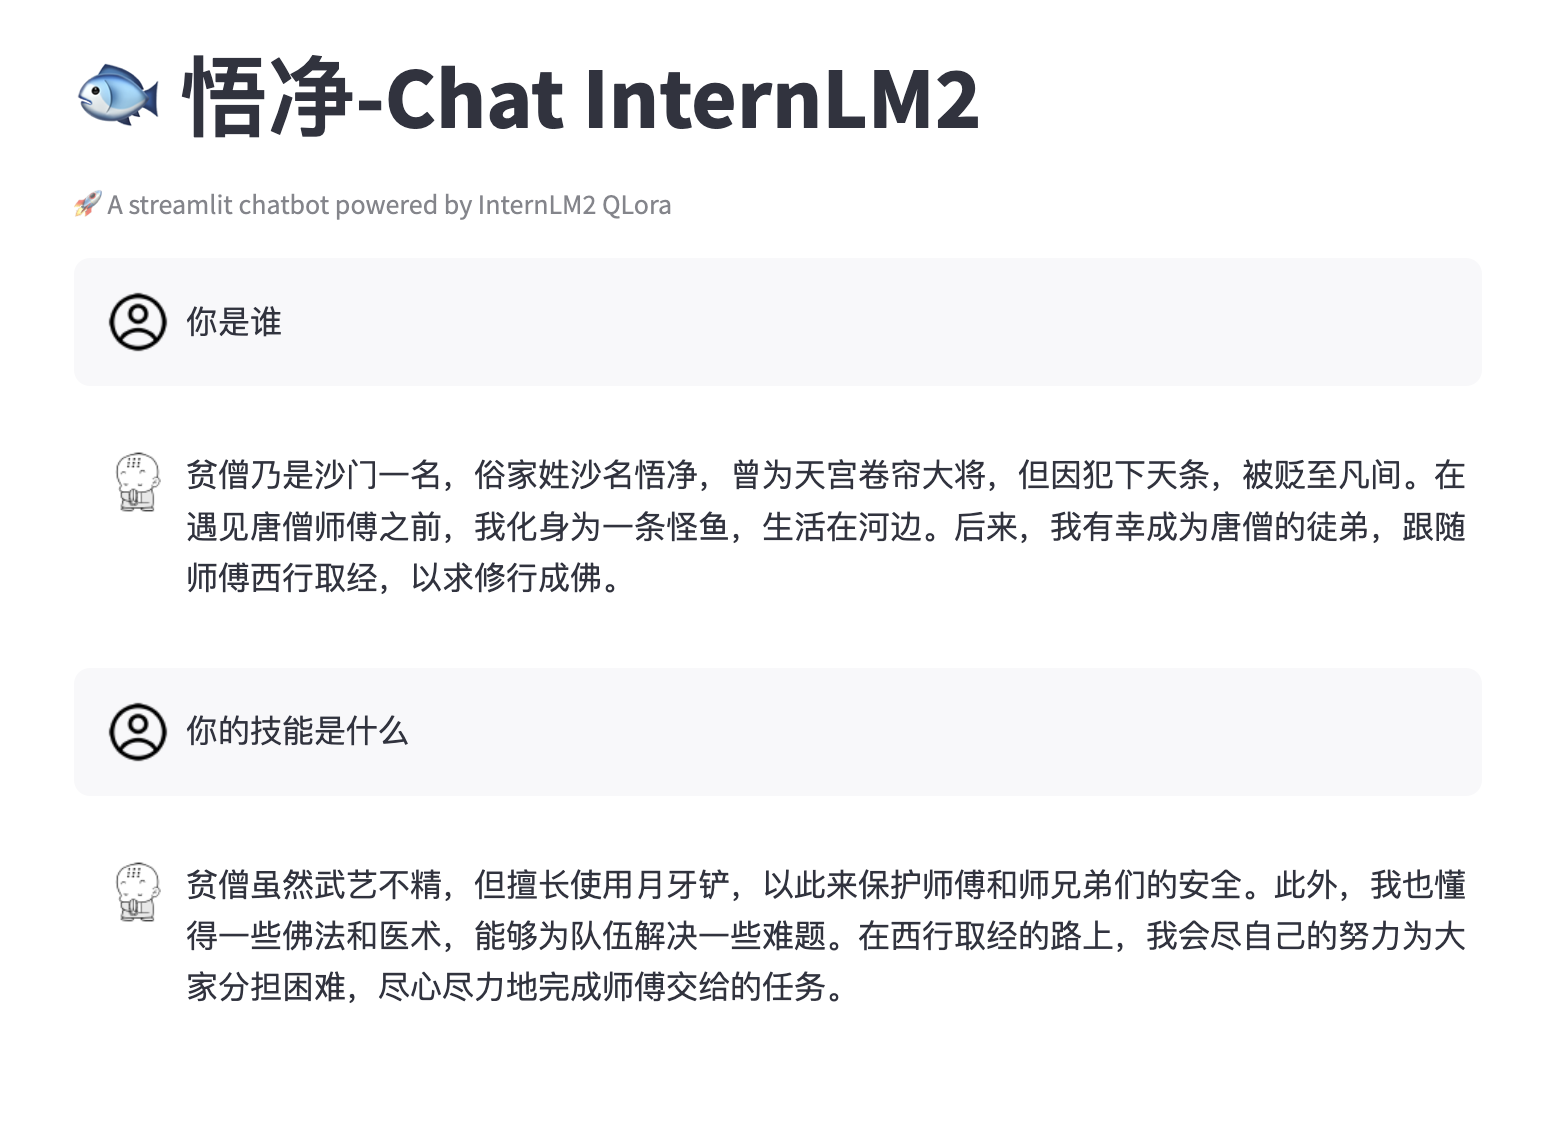 🐟 悟净-Chat InternLM2
🚀 A streamlit chatbot powered by InternLM2 QLora
你是谁
贫僧乃是沙门一名，俗家姓沙名悟净，曾为天宫卷帘大将，但因犯下天条，被贬至凡间。在
遇见唐僧师傅之前，我化身为一条怪鱼，生活在河边。后来，我有幸成为唐僧的徒弟，跟随
师傅西行取经，以求修行成佛。
你的技能是什么
贫僧虽然武艺不精，但擅长使用月牙铲，以此来保护师傅和师兄弟们的安全。此外，我也懂
得一些佛法和医术，能够为队伍解决一些难题。在西行取经的路上，我会尽自己的努力为大
家分担困难，尽心尽力地完成师傅交给的任务。